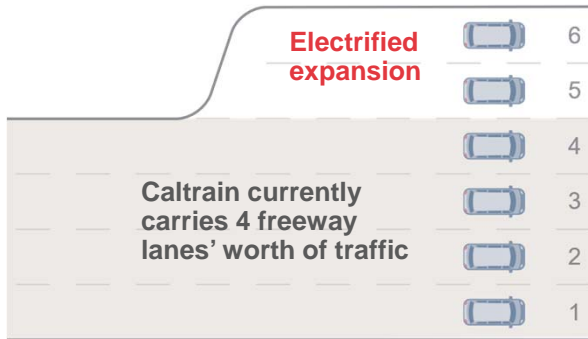 Electrified
expansion
6
5
4
Caltrain currently
carries 4 freeway
lanes’ worth of traffic
3
2
1